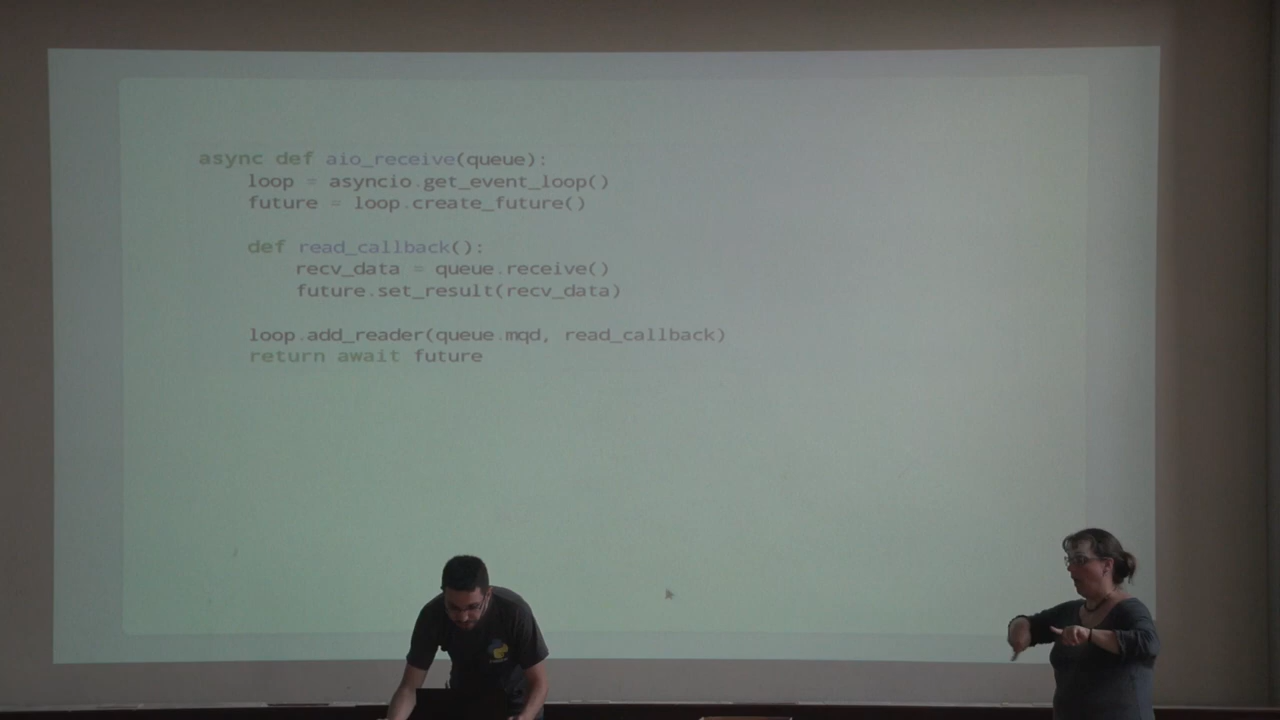 async def aio_receive(queue):
    loop = asyncio.get_event_loop()
    future = loop.create_future()
    def read_callback():
        recv_data = queue.receive()
        future.set_result(recv_data)
    loop.add_reader(queue.mqd, read_callback)
    return await future